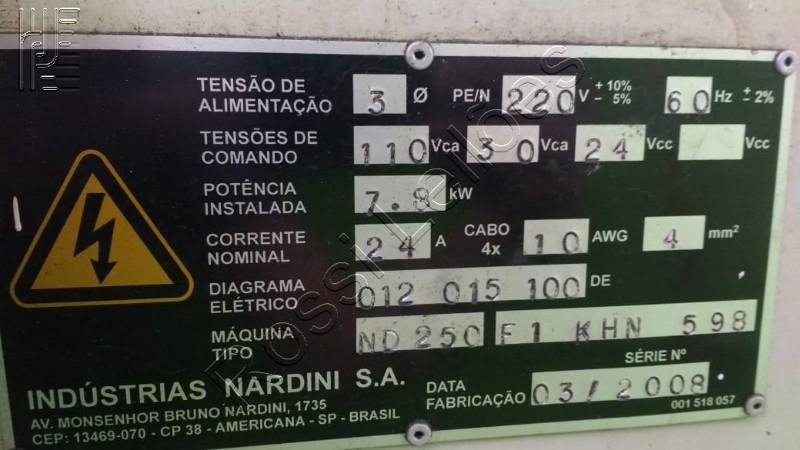 TENSÃO DE ALIMENTAÇÃO 3 Ø PE/N 220 V + 10% - 5% 60 Hz ± 2%
TENSÕES DE COMANDO 110 Vca 30 Vca 24 Vcc Vcc
POTÊNCIA INSTALADA 7.8 kW
CORRENTE NOMINAL 24 A CABO 4x 10 AWG 4 mm²
DIAGRAMA ELÉTRICO 012 015 100 DE
MÁQUINA TIPO ND 250 F1 KHN 598
SÉRIE Nº
INDÚSTRIAS NARDINI S.A. DATA FABRICAÇÃO 03/2008
AV. MONSENHOR BRUNO NARDINI, 1735
CEP: 13469-070 - CP 38 - AMERICANA - SP - BRASIL
001 518 057
Rossi Leilões